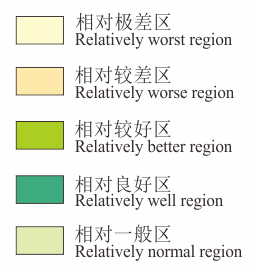 相对极差区
Relatively worst region
相对较差区
Relatively worse region
相对较好区
Relatively better region
相对良好区
Relatively well region
相对一般区
Relatively normal region